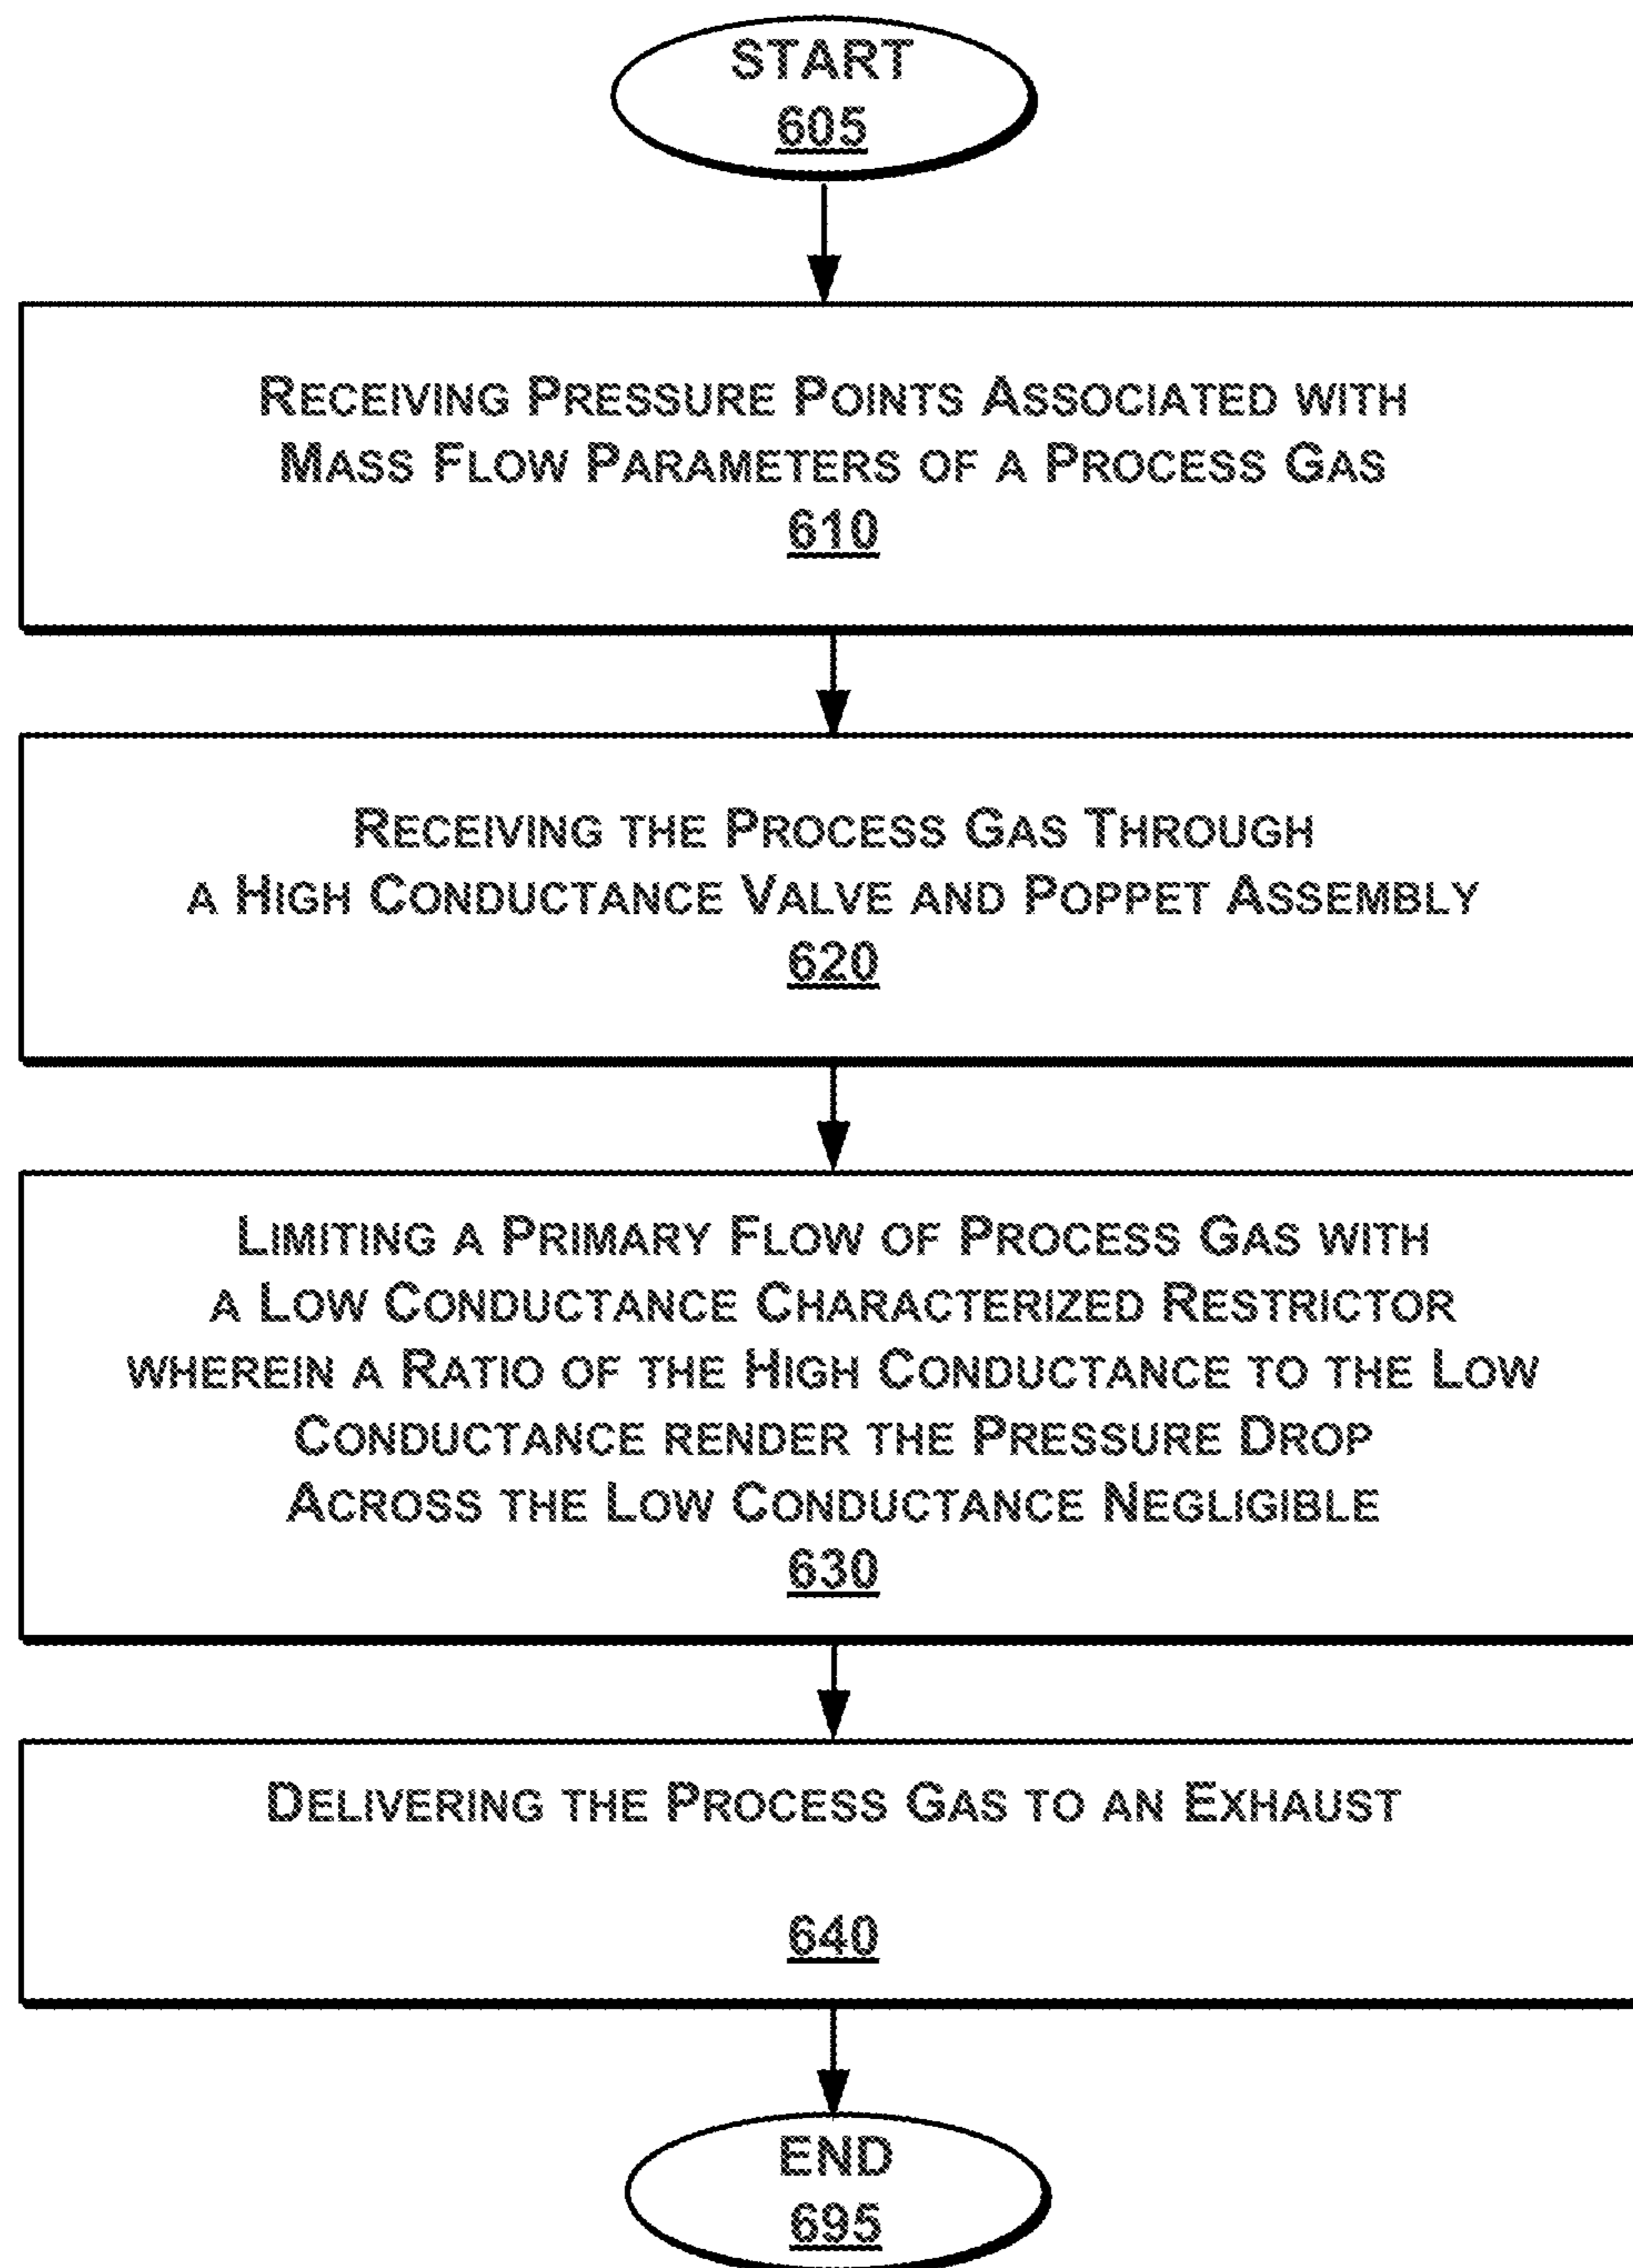 START
605
RECEIVING PRESSURE POINTS ASSOCIATED WITH
MASS FLOW PARAMETERS OF A PROCESS GAS
610
RECEIVING THE PROCESS GAS THROUGH
A HIGH CONDUCTANCE VALVE AND POPPET ASSEMBLY
620
LIMITING A PRIMARY FLOW OF PROCESS GAS WITH
A LOW CONDUCTANCE CHARACTERIZED RESTRICTOR
WHEREIN A RATIO OF THE HIGH CONDUCTANCE TO THE LOW
CONDUCTANCE RENDER THE PRESSURE DROP
ACROSS THE LOW CONDUCTANCE NEGLIGIBLE
630
DELIVERING THE PROCESS GAS TO AN EXHAUST
640
END
695